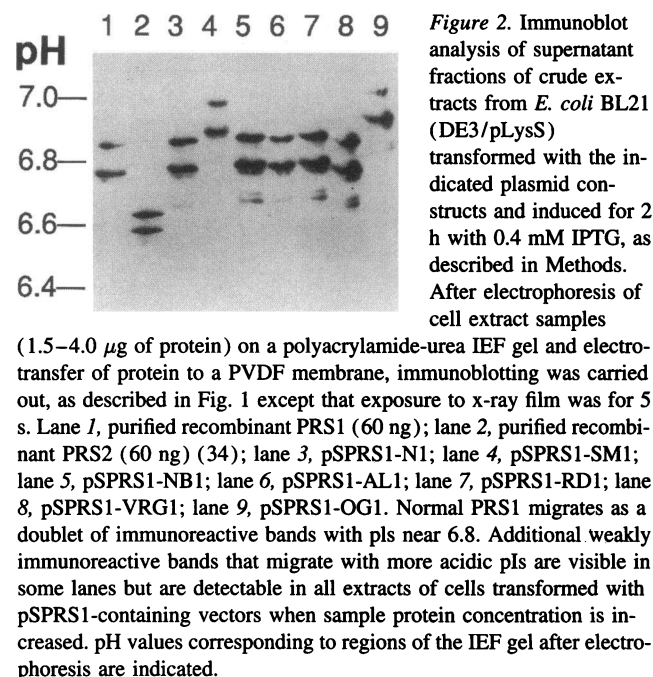 1 2 3 4 5 6 7 8 9
pH
7.0
6.8
6.6
6.4
Figure 2. Immunoblot
analysis of supernatant
fractions of crude ex-
tracts from E. coli BL21
(DE3/pLysS)
transformed with the in-
dicated plasmid con-
structs and induced for 2
h with 0.4 mM IPTG, as
described in Methods.
After electrophoresis of
cell extract samples
(1.5–4.0 μg of protein) on a polyacrylamide-urea IEF gel and electro-
transfer of protein to a PVDF membrane, immunoblotting was carried
out, as described in Fig. 1 except that exposure to x-ray film was for 5
s. Lane 1, purified recombinant PRS1 (60 ng); lane 2, purified recombi-
nant PRS2 (60 ng) (34); lane 3, pSPRS1-N1; lane 4, pSPRS1-SM1;
lane 5, pSPRS1-NB1; lane 6, pSPRS1-AL1; lane 7, pSPRS1-RD1; lane
8, pSPRS1-VRG1; lane 9, pSPRS1-OG1. Normal PRS1 migrates as a
doublet of immunoreactive bands with pIs near 6.8. Additional weakly
immunoreactive bands that migrate with more acidic pIs are visible in
some lanes but are detectable in all extracts of cells transformed with
pSPRS1-containing vectors when sample protein concentration is in-
creased. pH values corresponding to regions of the IEF gel after electro-
phoresis are indicated.